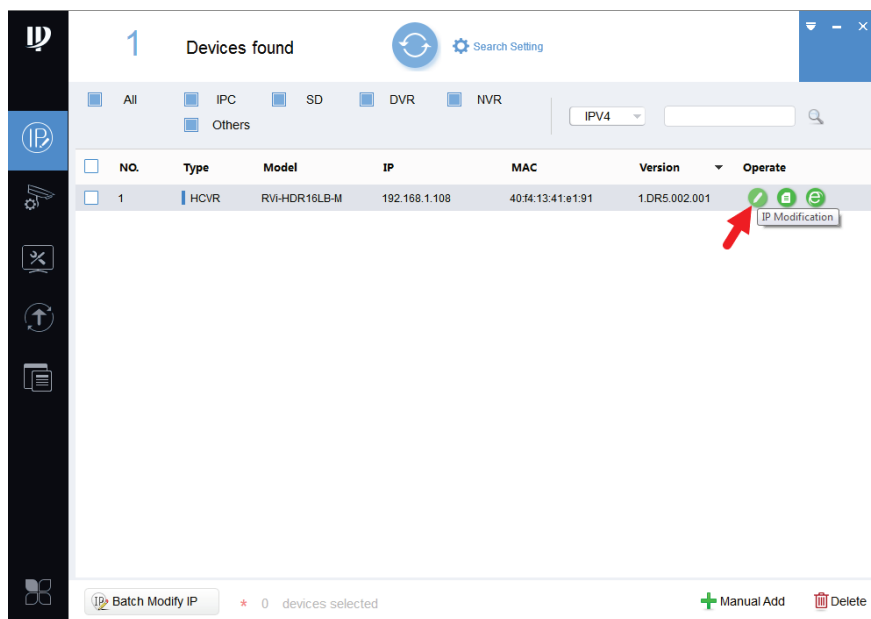 1 Devices found Search Setting
All IPC SD DVR NVR
Others
IPV4
NO. Type Model IP MAC Version Operate
1 HCVR RVi-HDR16LB-M 192.168.1.108 40:f4:13:41:e1:91 1.DR5.002.001
IP Modification
IP Batch Modify IP * 0 devices selected Manual Add Delete